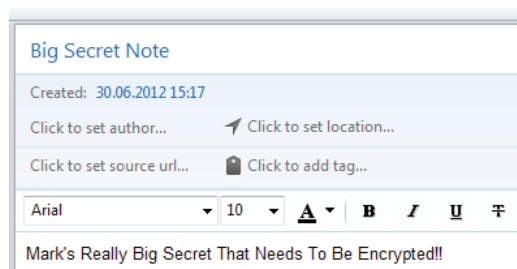 Big Secret Note
Created: 30.06.2012 15:17
Click to set author... Click to set location...
Click to set source url... Click to add tag...
Arial 10 A B I U T
Mark's Really Big Secret That Needs To Be Encrypted!!